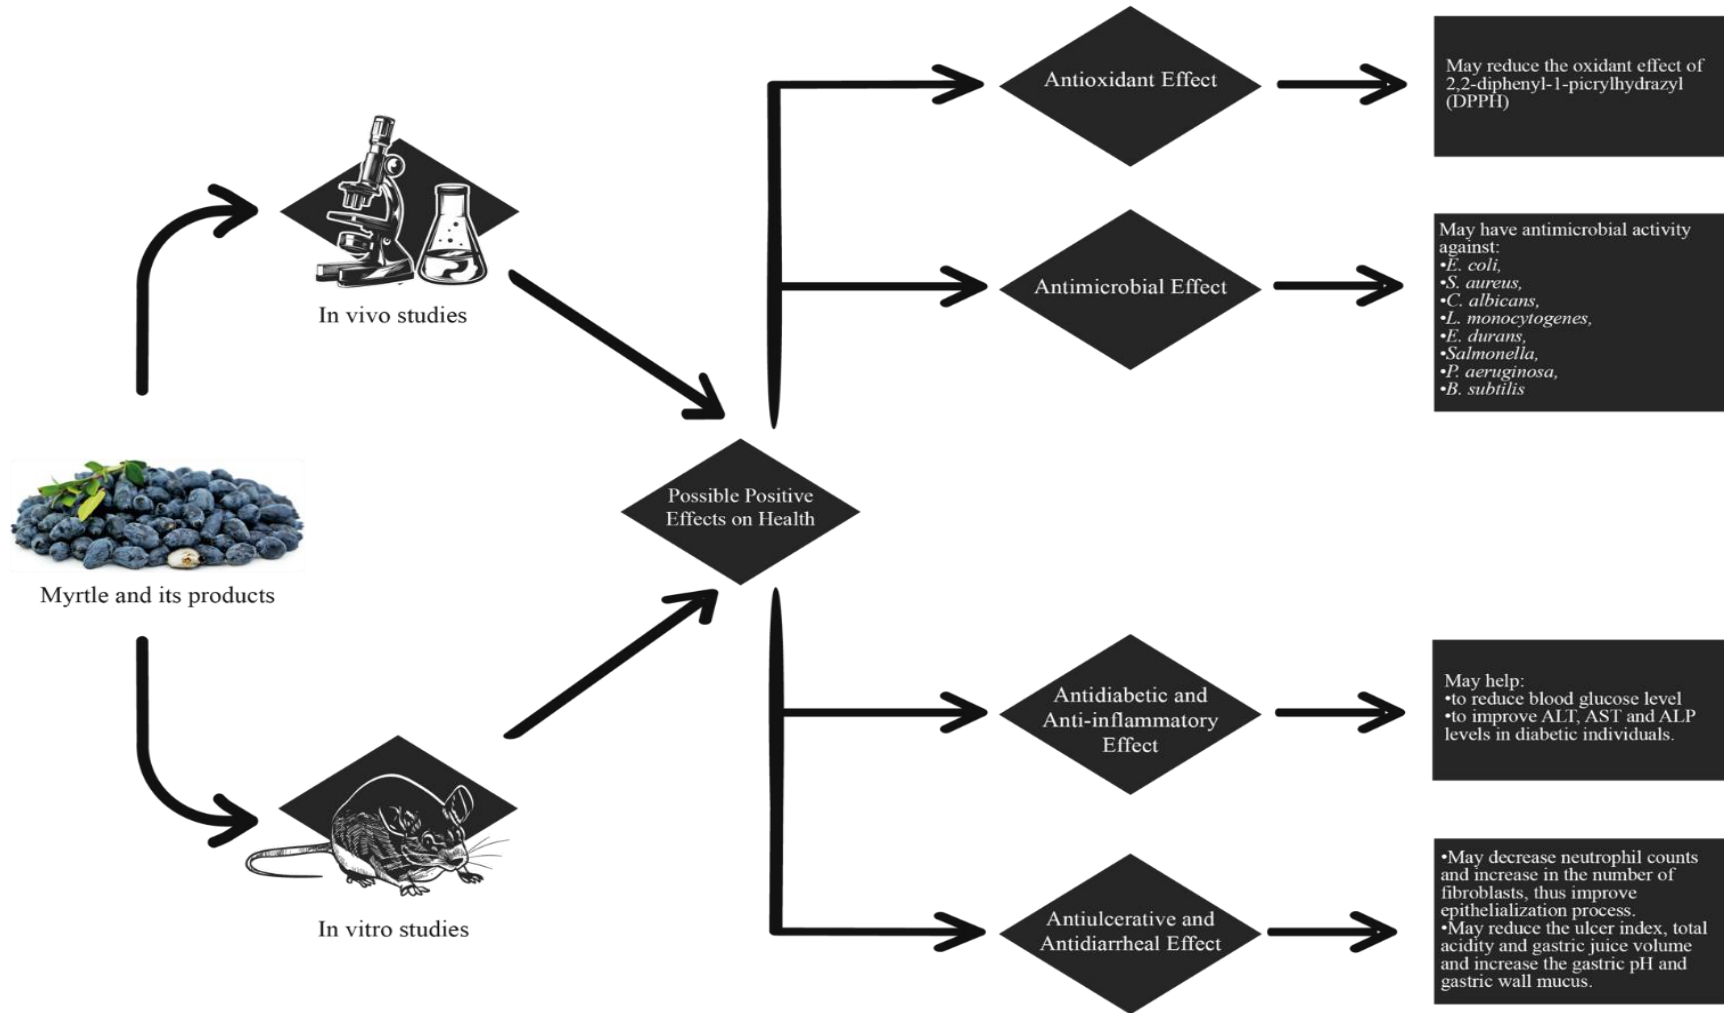 Myrtle and its products
In vivo studies
In vitro studies
Possible Positive
Effects on Health
Antioxidant Effect
May reduce the oxidant effect of
2,2-diphenyl-1-picrylhydrazyl
(DPPH)
Antimicrobial Effect
May have antimicrobial activity
against:
•E. coli,
•S. aureus,
•C. albicans,
•L. monocytogenes,
•E. durans,
•Salmonella,
•P. aeruginosa,
•B. subtilis
Antidiabetic and
Anti-inflammatory
Effect
May help:
•to reduce blood glucose level
•to improve ALT, AST and ALP
levels in diabetic individuals.
Antiulcerative and
Antidiarrheal Effect
•May decrease neutrophil counts
and increase in the number of
fibroblasts, thus improve
epithelialization process.
•May reduce the ulcer index, total
acidity and gastric juice volume
and increase the gastric pH and
gastric wall mucus.